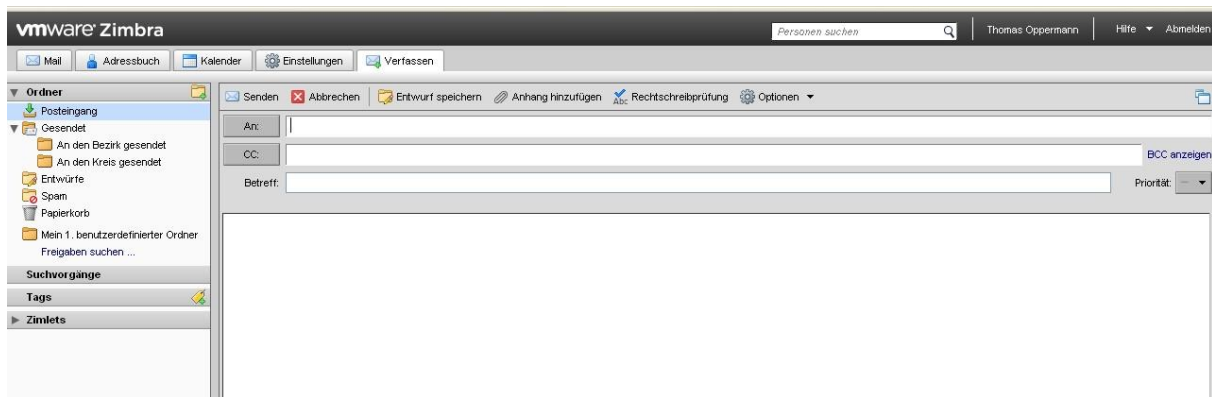 vmware Zimbra
Personen suchen
Thomas Oppermann
Hilfe
Abmelden
Mail
Adressbuch
Kalender
Einstellungen
Verfassen
Ordner
Posteingang
Gesendet
An den Bezirk gesendet
An den Kreis gesendet
Entwürfe
Spam
Papierkorb
Mein 1. benutzerdefinierter Ordner
Freigaben suchen ...
Suchvorgänge
Tags
Zimlets
Senden
Abbrechen
Entwurf speichern
Anhang hinzufügen
Abc
Rechtschreibprüfung
Optionen
An:
CC:
BCC anzeigen
Betreff:
Priorität: